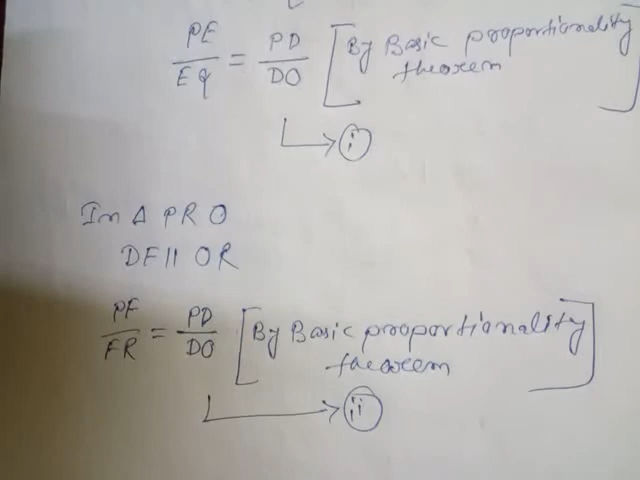 PE/EQ = PD/DO [By Basic proportionality theorem]
→ (i)
In Δ PRO
DF || OR
PF/FR = PD/DO [By Basic proportionality theorem]
→ (ii)